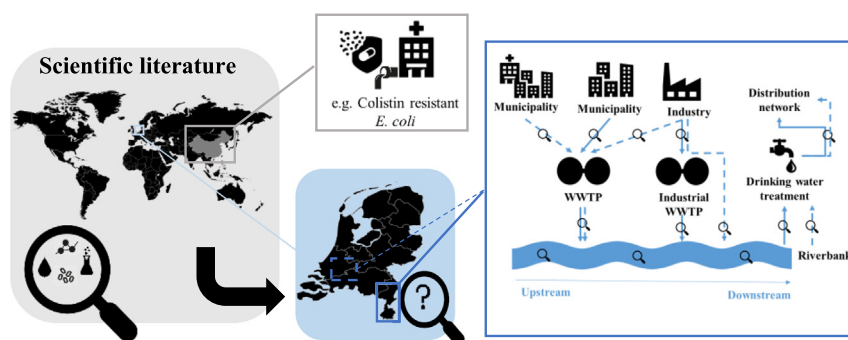 Scientific literature
e.g. Colistin resistant
E. coli
?
Municipality
Municipality
Industry
Distribution
network
WWTP
Industrial
WWTP
Drinking water
treatment
Riverbank
Upstream
Downstream